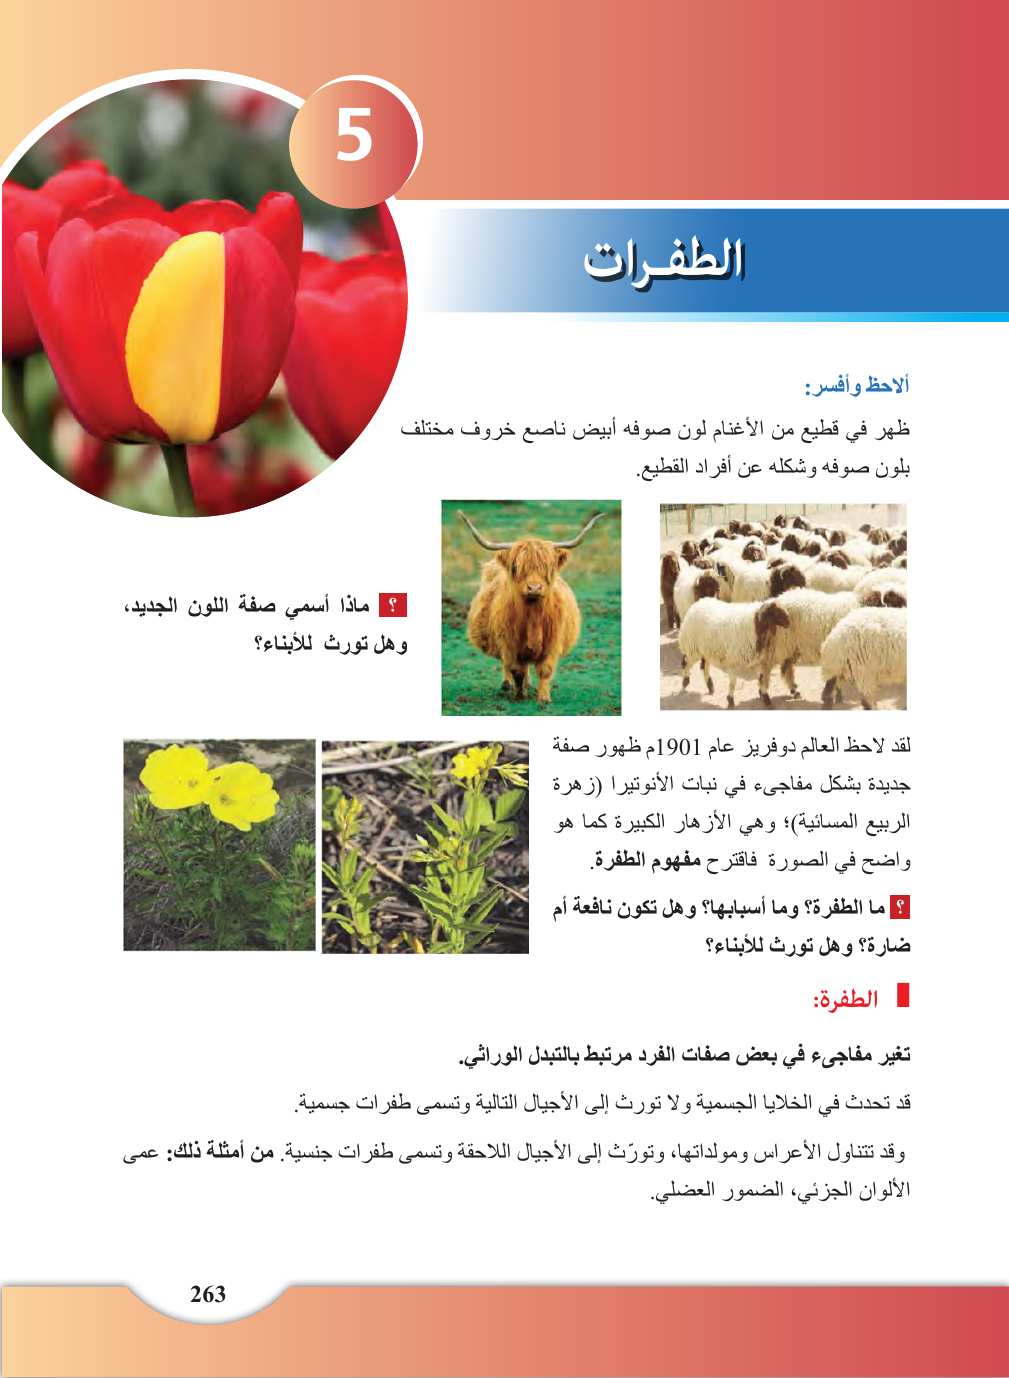 5
الطفـرات
ألاحظ وأفسر:
ظهر في قطيع من الأغنام لون صوفه أبيض ناصع خروف مختلف
بلون صوفه وشكله عن أفراد القطيع.
؟ ماذا أسمي صفة اللون الجديد،
وهل تورث للأبناء؟
لقد لاحظ العالم دوفريز عام 1901م ظهور صفة
جديدة بشكل مفاجىء في نبات الأنوتيرا (زهرة
الربيع المسائية)؛ وهي الأزهار الكبيرة كما هو
واضح في الصورة فاقترح مفهوم الطفرة.
؟ ما الطفرة؟ وما أسبابها؟ وهل تكون نافعة أم
ضارة؟ وهل تورث للأبناء؟
الطفرة:
تغير مفاجىء في بعض صفات الفرد مرتبط بالتبدل الوراثي.
قد تحدث في الخلايا الجسمية ولا تورث إلى الأجيال التالية وتسمى طفرات جسمية.
وقد تتناول الأعراس ومولداتها، وتورّث إلى الأجيال اللاحقة وتسمى طفرات جنسية. من أمثلة ذلك: عمى
الألوان الجزئي، الضمور العضلي.
263